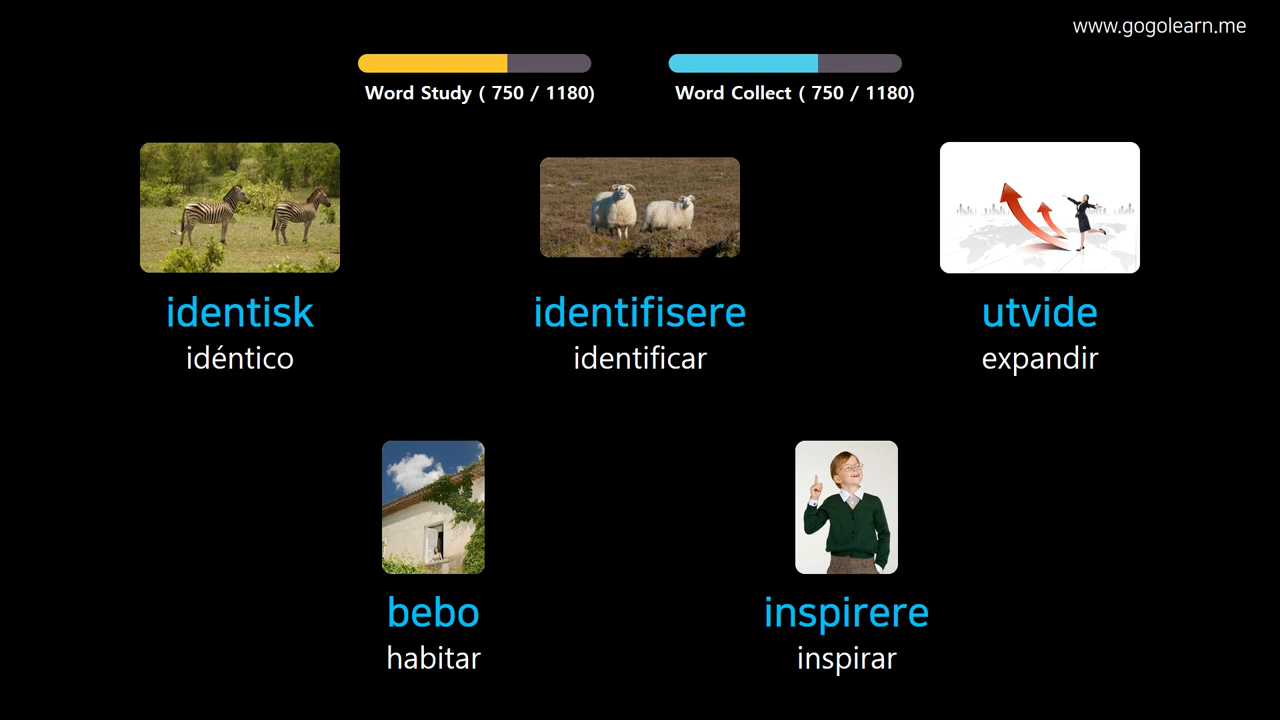 www.gogolearn.me
Word Study ( 750 / 1180)
Word Collect ( 750 / 1180)
identisk
idéntico
identifisere
identificar
utvide
expandir
bebo
habitar
inspirere
inspirar